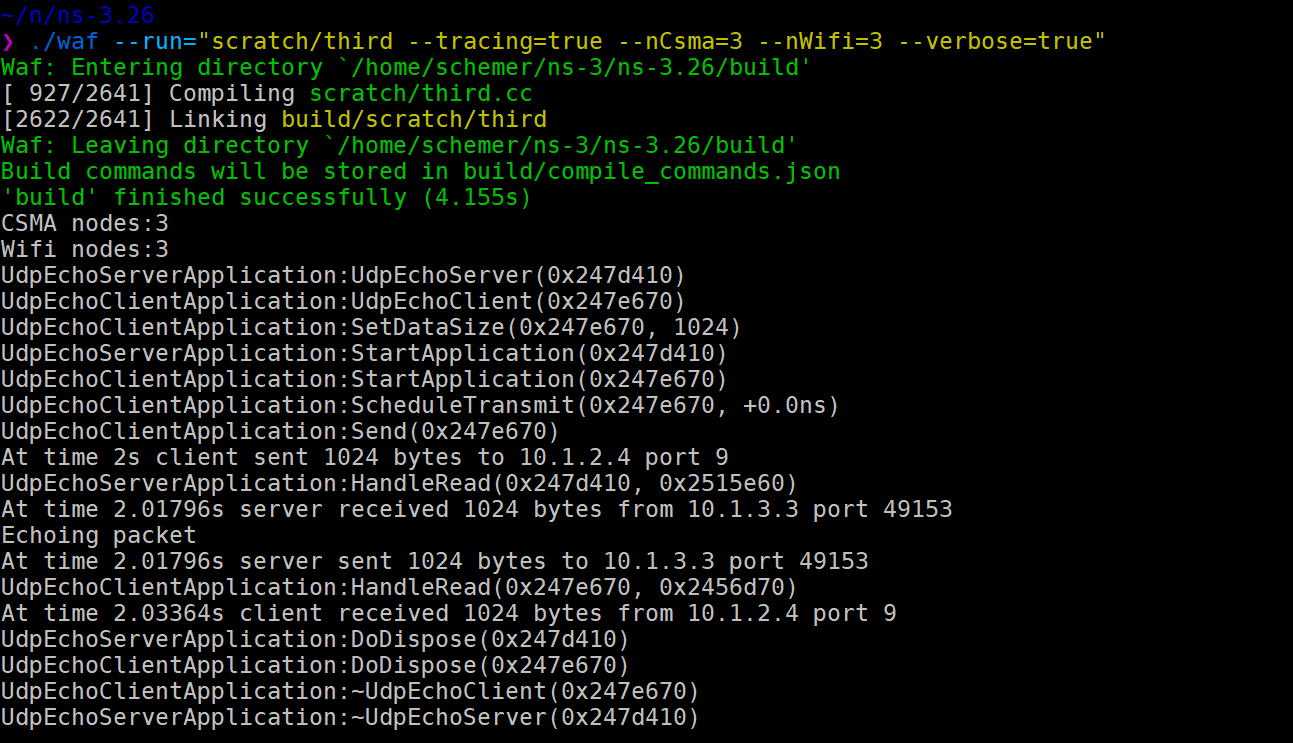 ~/n/ns-3.26
❯ ./waf --run="scratch/third --tracing=true --nCsma=3 --nWifi=3 --verbose=true"
Waf: Entering directory `/home/schemer/ns-3/ns-3.26/build'
[ 927/2641] Compiling scratch/third.cc
[2622/2641] Linking build/scratch/third
Waf: Leaving directory `/home/schemer/ns-3/ns-3.26/build'
Build commands will be stored in build/compile_commands.json
'build' finished successfully (4.155s)
CSMA nodes:3
Wifi nodes:3
UdpEchoServerApplication:UdpEchoServer(0x247d410)
UdpEchoClientApplication:UdpEchoClient(0x247e670)
UdpEchoClientApplication:SetDataSize(0x247e670, 1024)
UdpEchoServerApplication:StartApplication(0x247d410)
UdpEchoClientApplication:StartApplication(0x247e670)
UdpEchoClientApplication:ScheduleTransmit(0x247e670, +0.0ns)
UdpEchoClientApplication:Send(0x247e670)
At time 2s client sent 1024 bytes to 10.1.2.4 port 9
UdpEchoServerApplication:HandleRead(0x247d410, 0x2515e60)
At time 2.01796s server received 1024 bytes from 10.1.3.3 port 49153
Echoing packet
At time 2.01796s server sent 1024 bytes to 10.1.3.3 port 49153
UdpEchoClientApplication:HandleRead(0x247e670, 0x2456d70)
At time 2.03364s client received 1024 bytes from 10.1.2.4 port 9
UdpEchoServerApplication:DoDispose(0x247d410)
UdpEchoClientApplication:DoDispose(0x247e670)
UdpEchoClientApplication:~UdpEchoClient(0x247e670)
UdpEchoServerApplication:~UdpEchoServer(0x247d410)